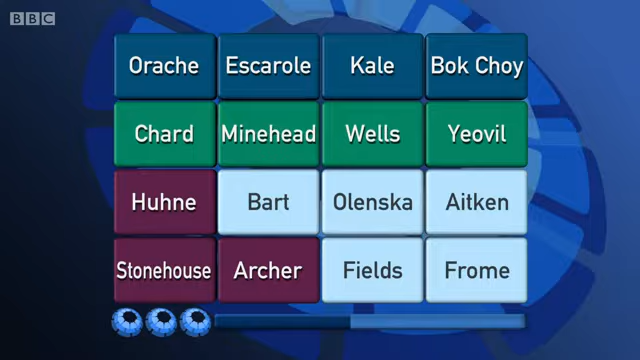 BBC
Orache Escarole Kale Bok Choy
Chard Minehead Wells Yeovil
Huhne Bart Olenska Aitken
Stonehouse Archer Fields Frome